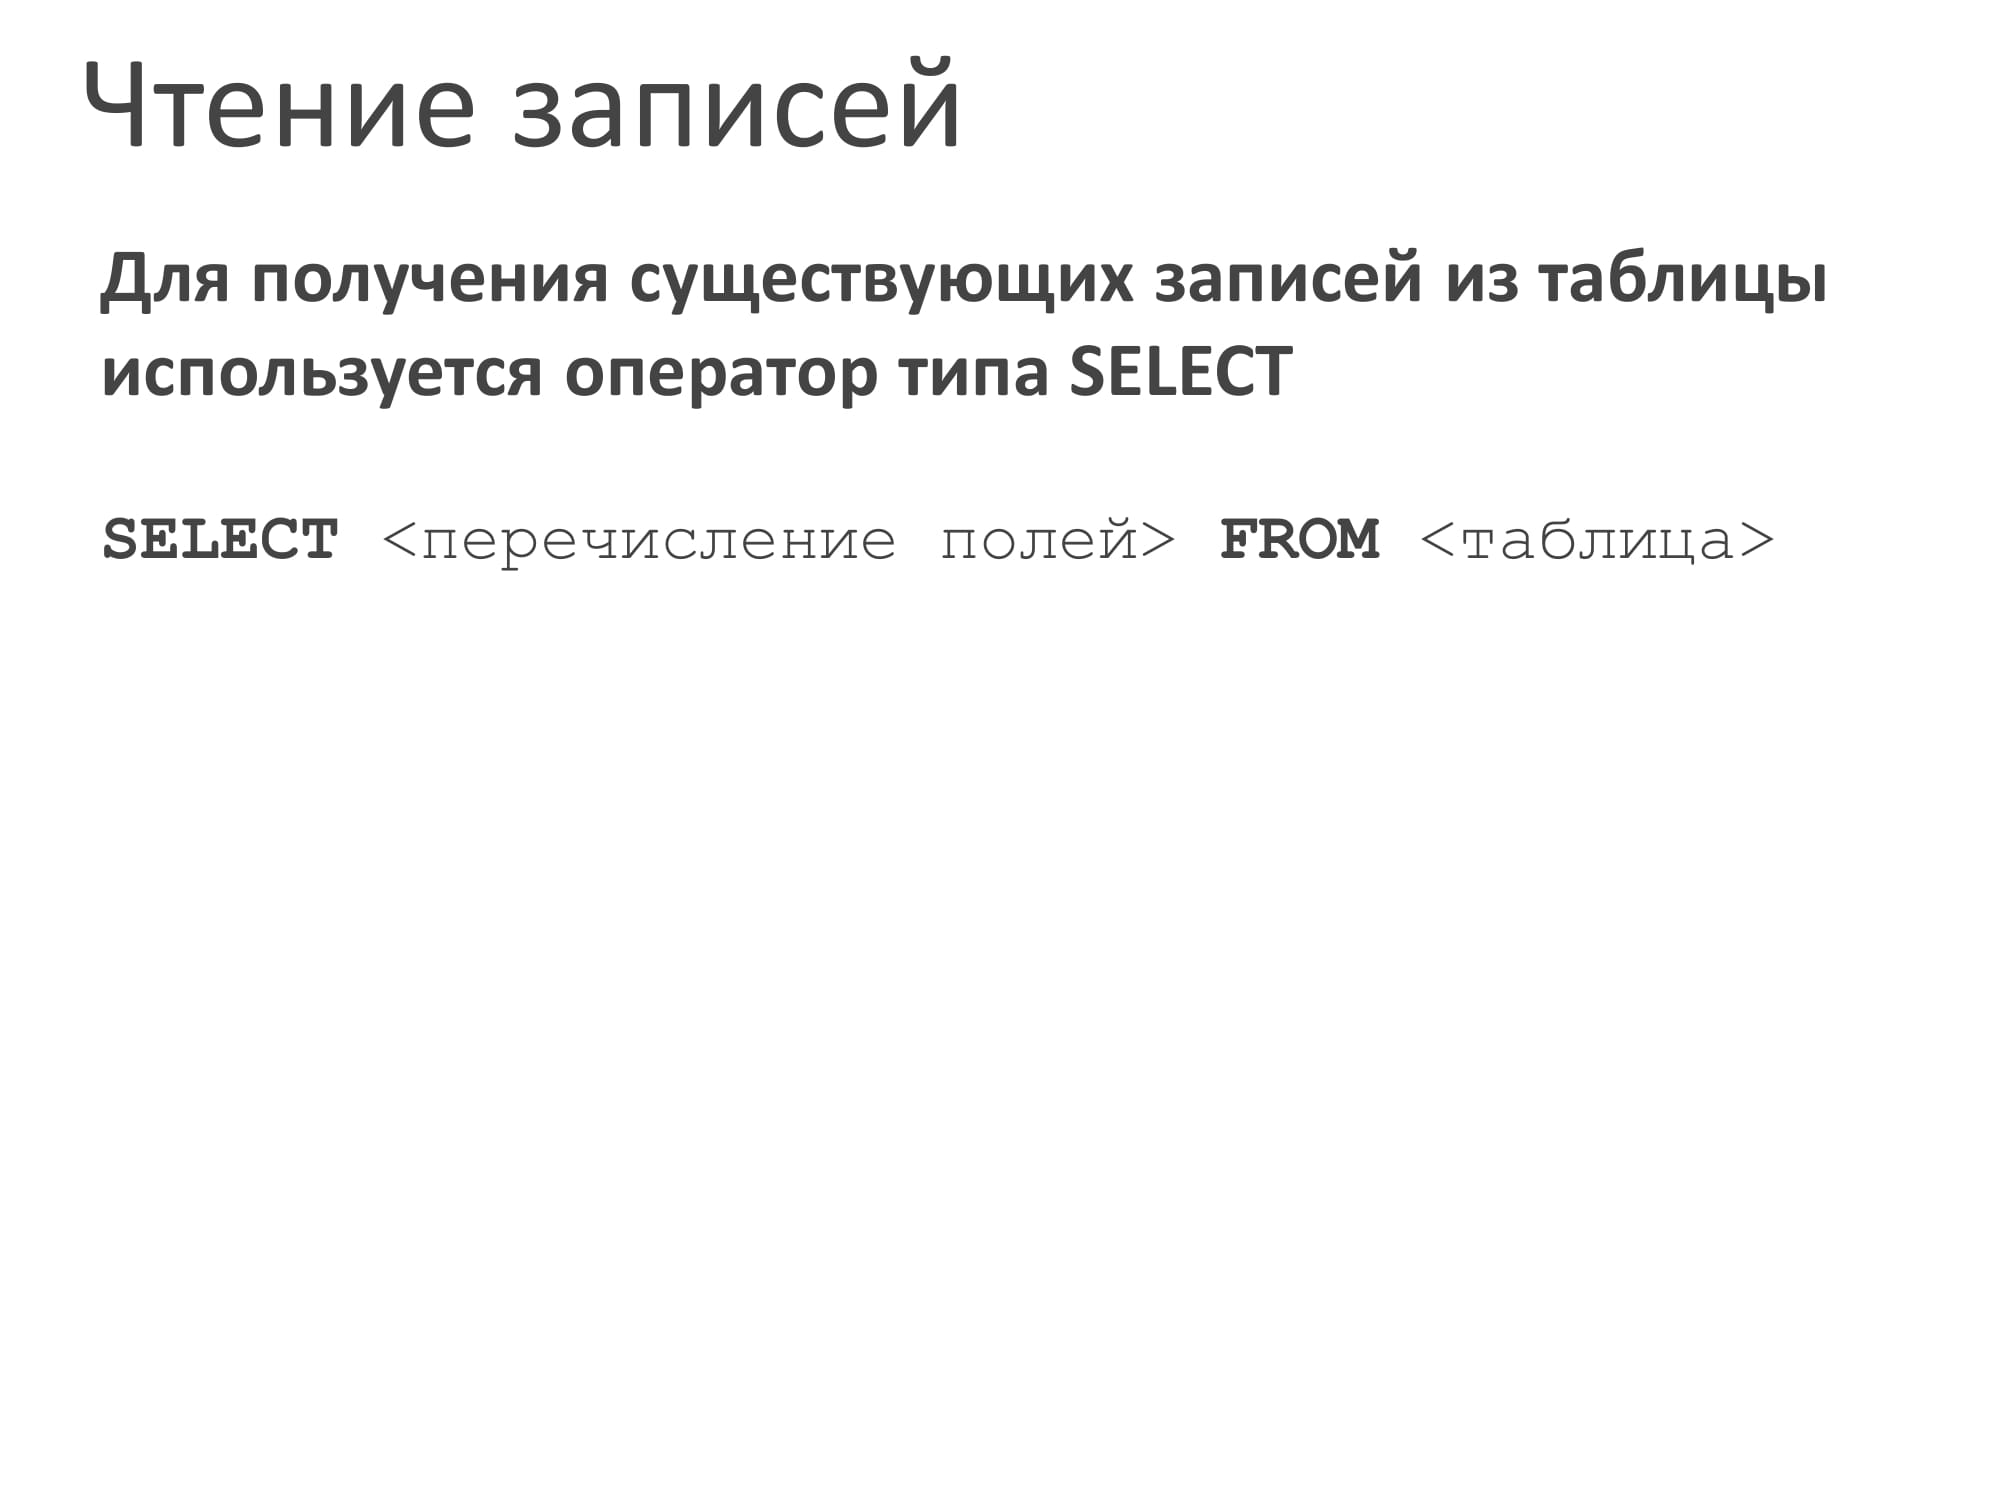 Чтение записей
Для получения существующих записей из таблицы
используется оператор типа SELECT
SELECT <перечисление полей> FROM <таблица>